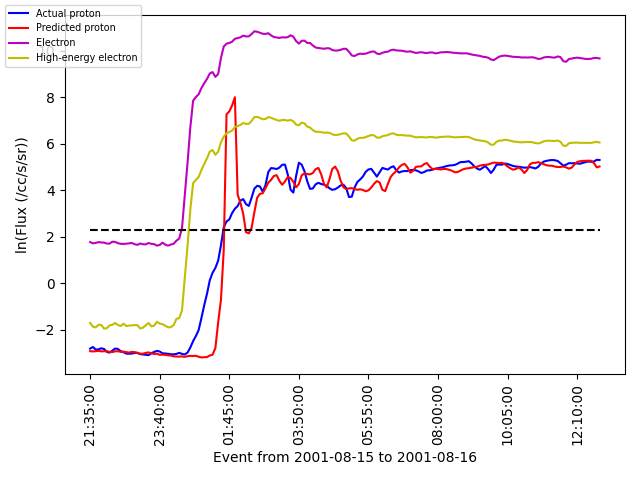 Actual proton
Predicted proton
Electron
High-energy electron
10
8
6
4
2
0
−2
ln(Flux (/cc/s/sr))
21:35:00
23:40:00
01:45:00
03:50:00
05:55:00
08:00:00
10:05:00
12:10:00
Event from 2001-08-15 to 2001-08-16